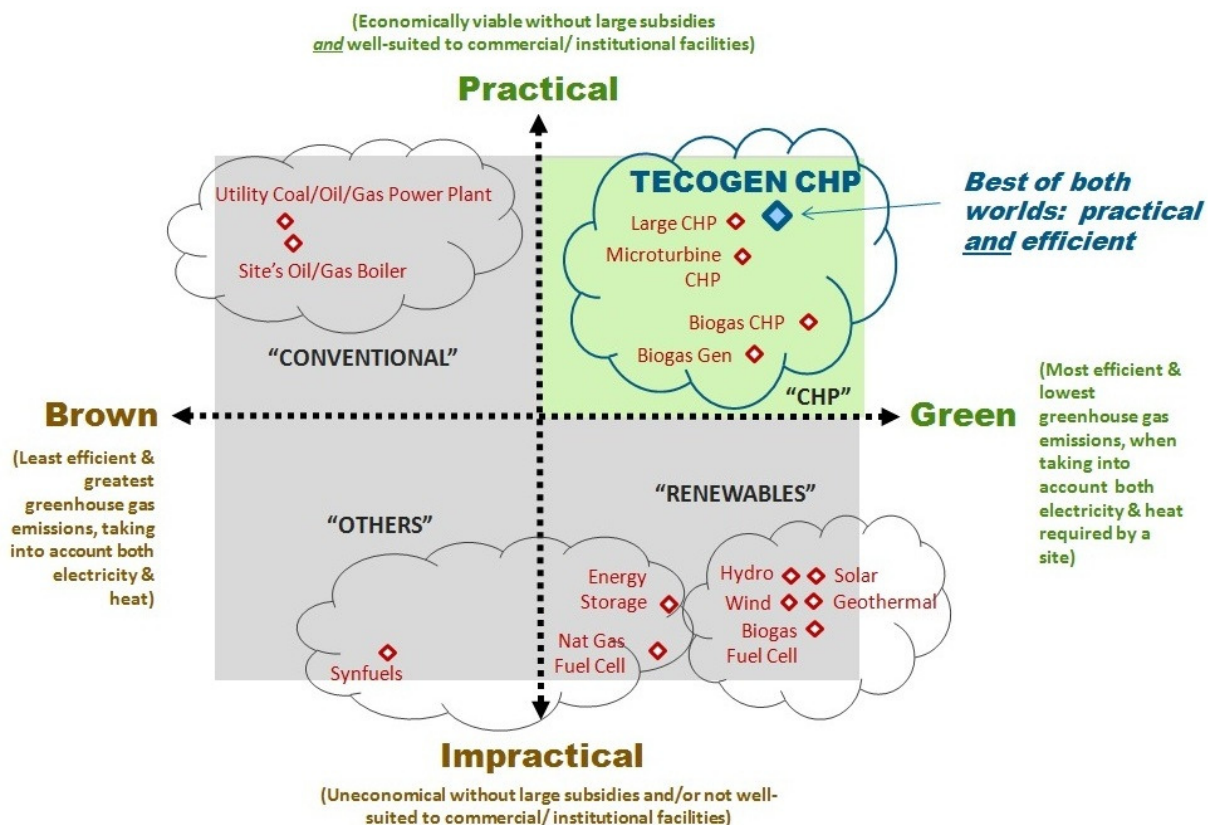 (Economically viable without large subsidies
and well-suited to commercial/ institutional facilities)
Practical
Utility Coal/Oil/Gas Power Plant
Site's Oil/Gas Boiler
"CONVENTIONAL"
TECOGEN CHP
Large CHP
Microturbine
CHP
Biogas CHP
Biogas Gen
"CHP"
Best of both
worlds: practical
and efficient
Brown
(Least efficient &
greatest
greenhouse gas
emissions, taking
into account both
electricity &
heat)
Green
(Most efficient &
lowest
greenhouse gas
emissions, when
taking into
account both
electricity & heat
required by a
site)
"OTHERS"
Synfuels
Energy
Storage
Nat Gas
Fuel Cell
"RENEWABLES"
Hydro
Solar
Wind
Geothermal
Biogas
Fuel Cell
Impractical
(Uneconomical without large subsidies and/or not well-
suited to commercial/ institutional facilities)